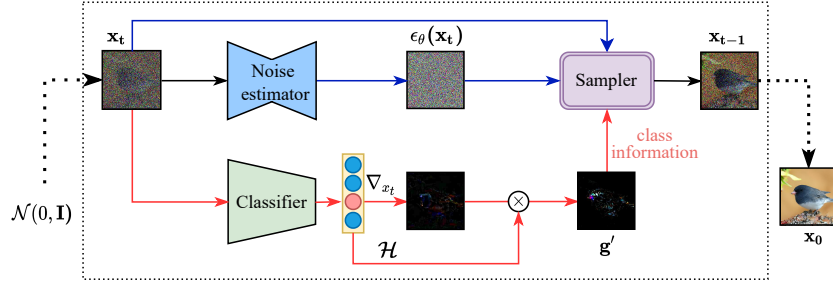 x_t
ϵ_θ(x_t)
x_{t−1}
Noise
estimator
Sampler
class
information
Classifier
∇_{x_t}
𝓗
g′
𝒩(0, I)
x_0